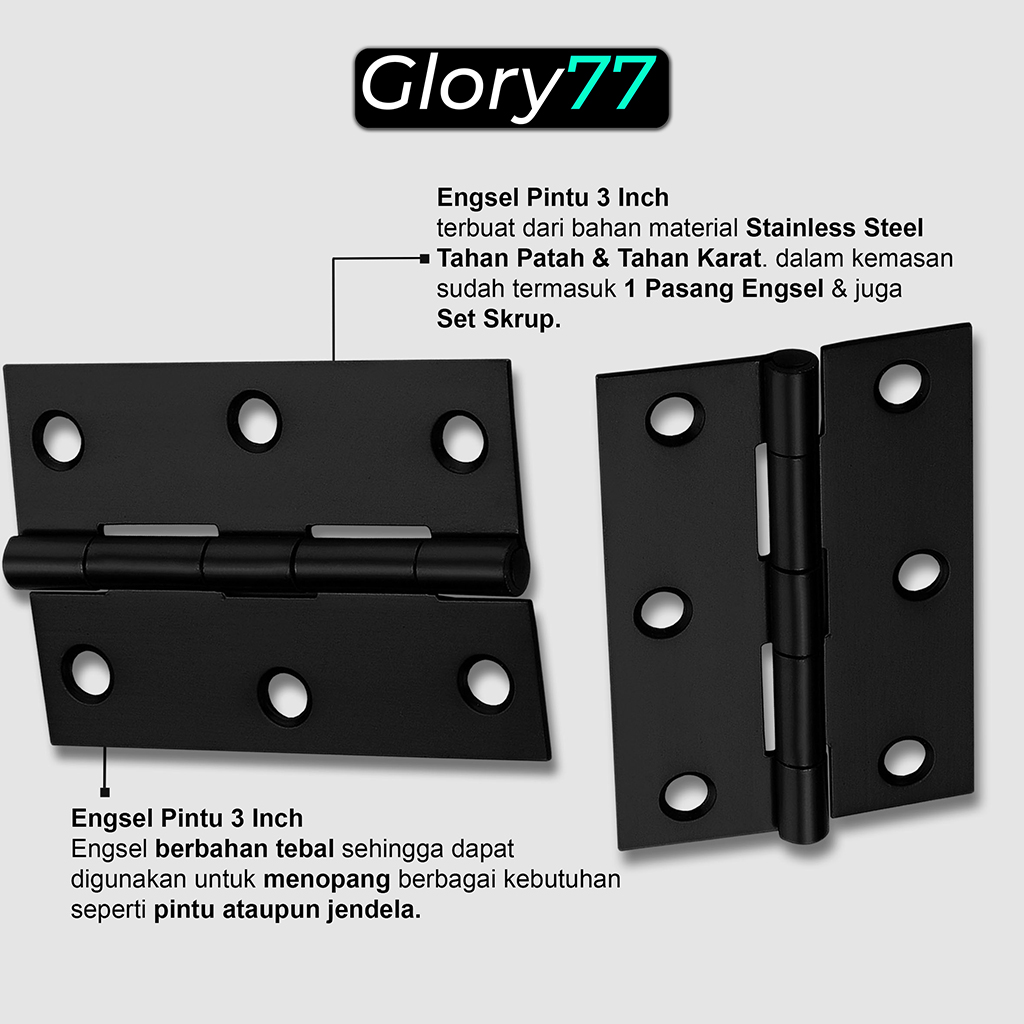 Glory77
Engsel Pintu 3 Inch
terbuat dari bahan material Stainless Steel
Tahan Patah & Tahan Karat. dalam kemasan
sudah termasuk 1 Pasang Engsel & juga
Set Skrup.
Engsel Pintu 3 Inch
Engsel berbahan tebal sehingga dapat
digunakan untuk menopang berbagai kebutuhan
seperti pintu ataupun jendela.